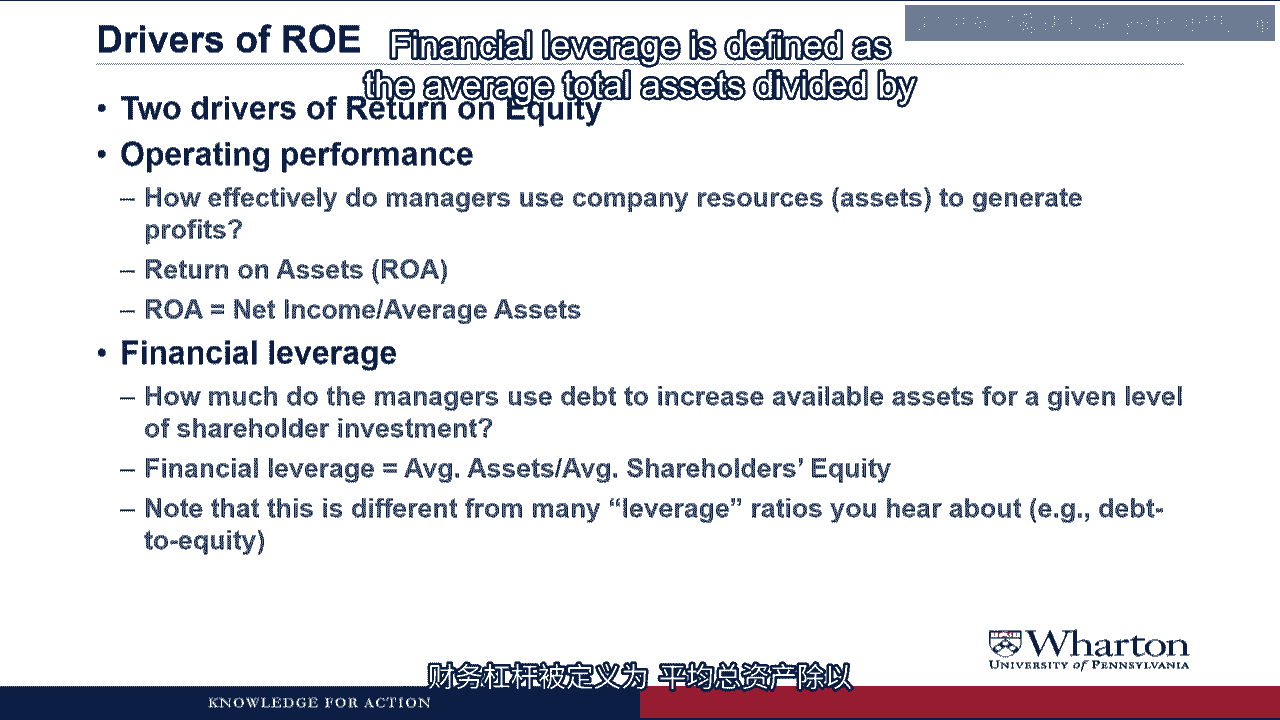 Drivers of ROE
Financial leverage is defined as
the average total assets divided by
• Two drivers of Return on Equity
• Operating performance
– How effectively do managers use company resources (assets) to generate
profits?
– Return on Assets (ROA)
– ROA = Net Income/Average Assets
• Financial leverage
– How much do the managers use debt to increase available assets for a given level
of shareholder investment?
– Financial leverage = Avg. Assets/Avg. Shareholders’ Equity
– Note that this is different from many “leverage” ratios you hear about (e.g., debt-
to-equity)
Wharton
UNIVERSITY of PENNSYLVANIA
财务杠杆被定义为 平均总资产除以
KNOWLEDGE FOR ACTION